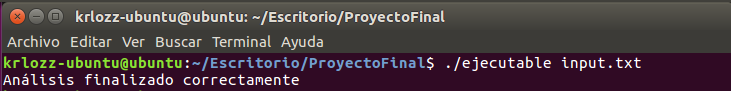 krlozz-ubuntu@ubuntu: ~/Escritorio/ProyectoFinal
Archivo Editar Ver Buscar Terminal Ayuda
krlozz-ubuntu@ubuntu:~/Escritorio/ProyectoFinal$ ./ejecutable input.txt
Análisis finalizado correctamente